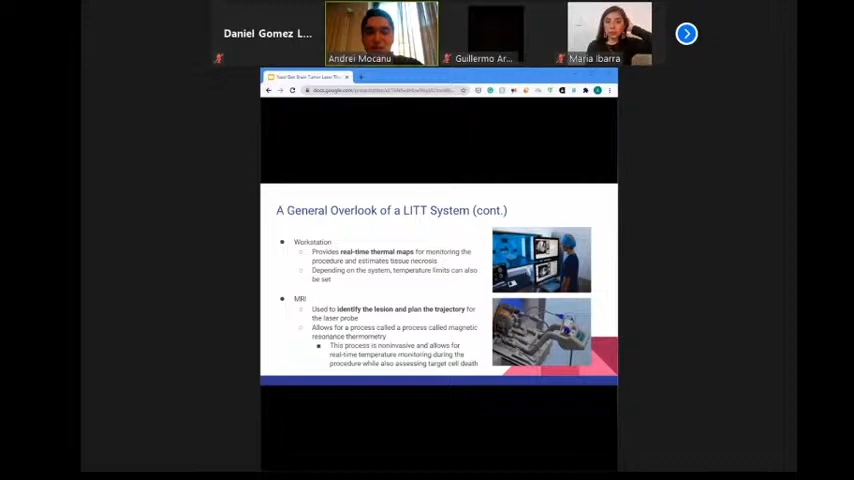 Daniel Gomez L...
Andrei Mocanu
Guillermo Ar...
Maria Ibarra
A General Overlook of a LITT System (cont.)
● Workstation
○ Provides real-time thermal maps for monitoring the
procedure and estimates tissue necrosis
○ Depending on the system, temperature limits can also
be set
● MRI
○ Used to identify the lesion and plan the trajectory for
the laser probe
○ Allows for a process called a process called magnetic
resonance thermometry
■ This process is noninvasive and allows for
real-time temperature monitoring during the
procedure while also assessing target cell death